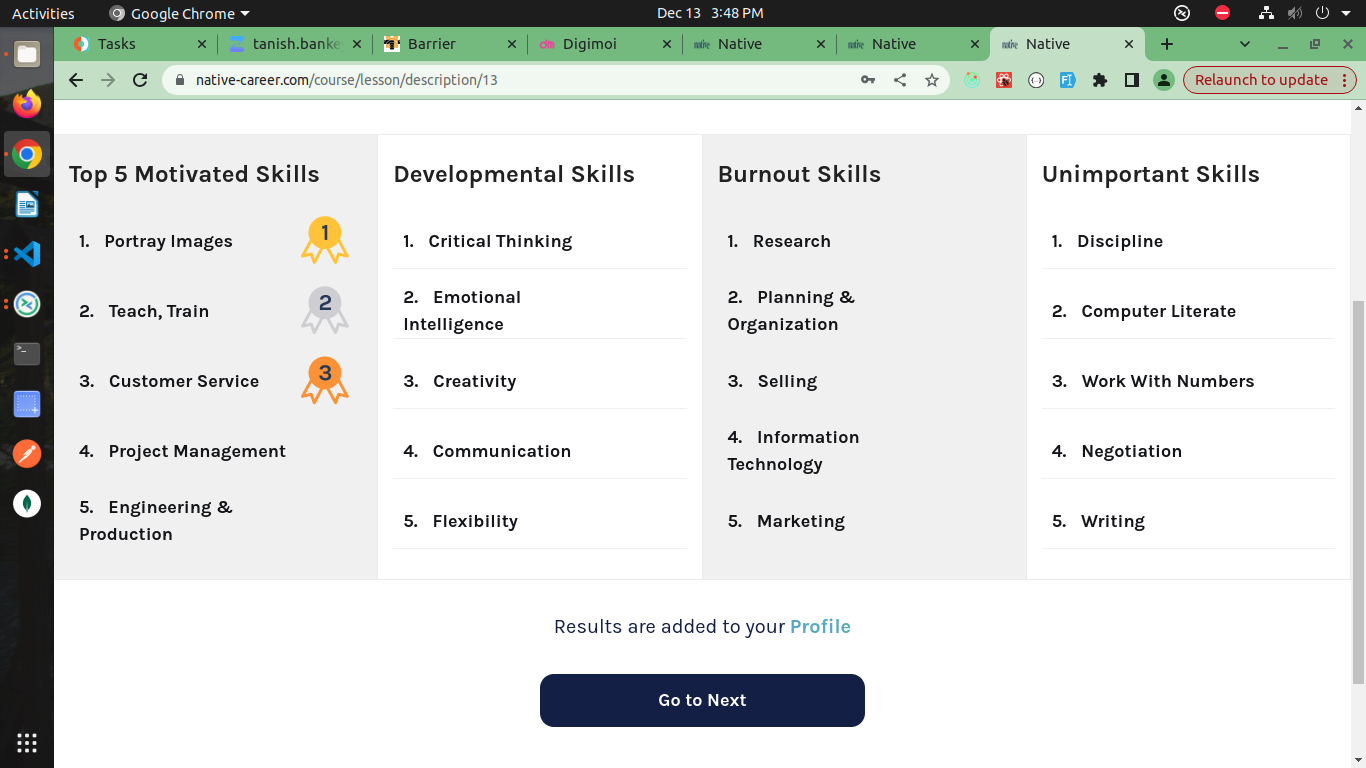 Activities
Google Chrome
Dec 13 3:48 PM
Tasks
tanish.banke
Barrier
dm
Digimoi
native
Native
native
Native
native
Native
native-career.com/course/lesson/description/13
Relaunch to update
Top 5 Motivated Skills
1. Portray Images
1
2. Teach, Train
2
3. Customer Service
3
4. Project Management
5. Engineering &
Production
Developmental Skills
1. Critical Thinking
2. Emotional
Intelligence
3. Creativity
4. Communication
5. Flexibility
Burnout Skills
1. Research
2. Planning &
Organization
3. Selling
4. Information
Technology
5. Marketing
Unimportant Skills
1. Discipline
2. Computer Literate
3. Work With Numbers
4. Negotiation
5. Writing
Results are added to your Profile
Go to Next